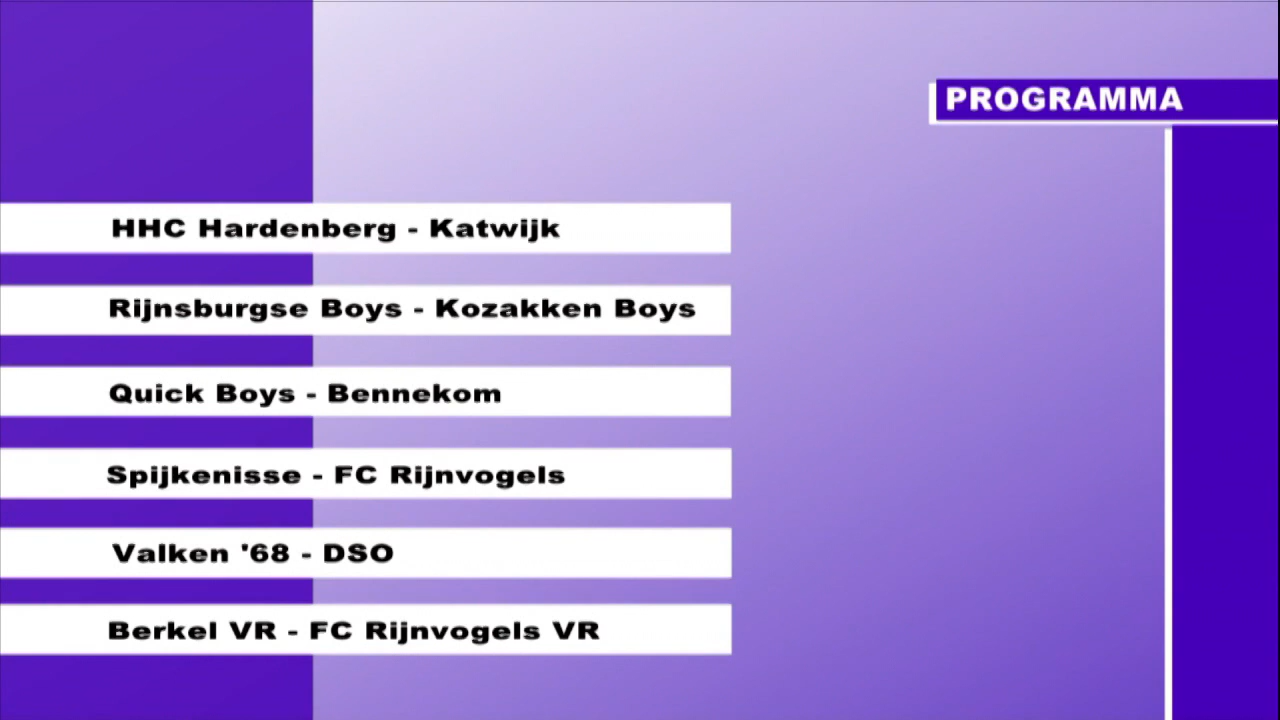 PROGRAMMA
HHC Hardenberg - Katwijk
Rijnsburgse Boys - Kozakken Boys
Quick Boys - Bennekom
Spijkenisse - FC Rijnvogels
Valken '68 - DSO
Berkel VR - FC Rijnvogels VR